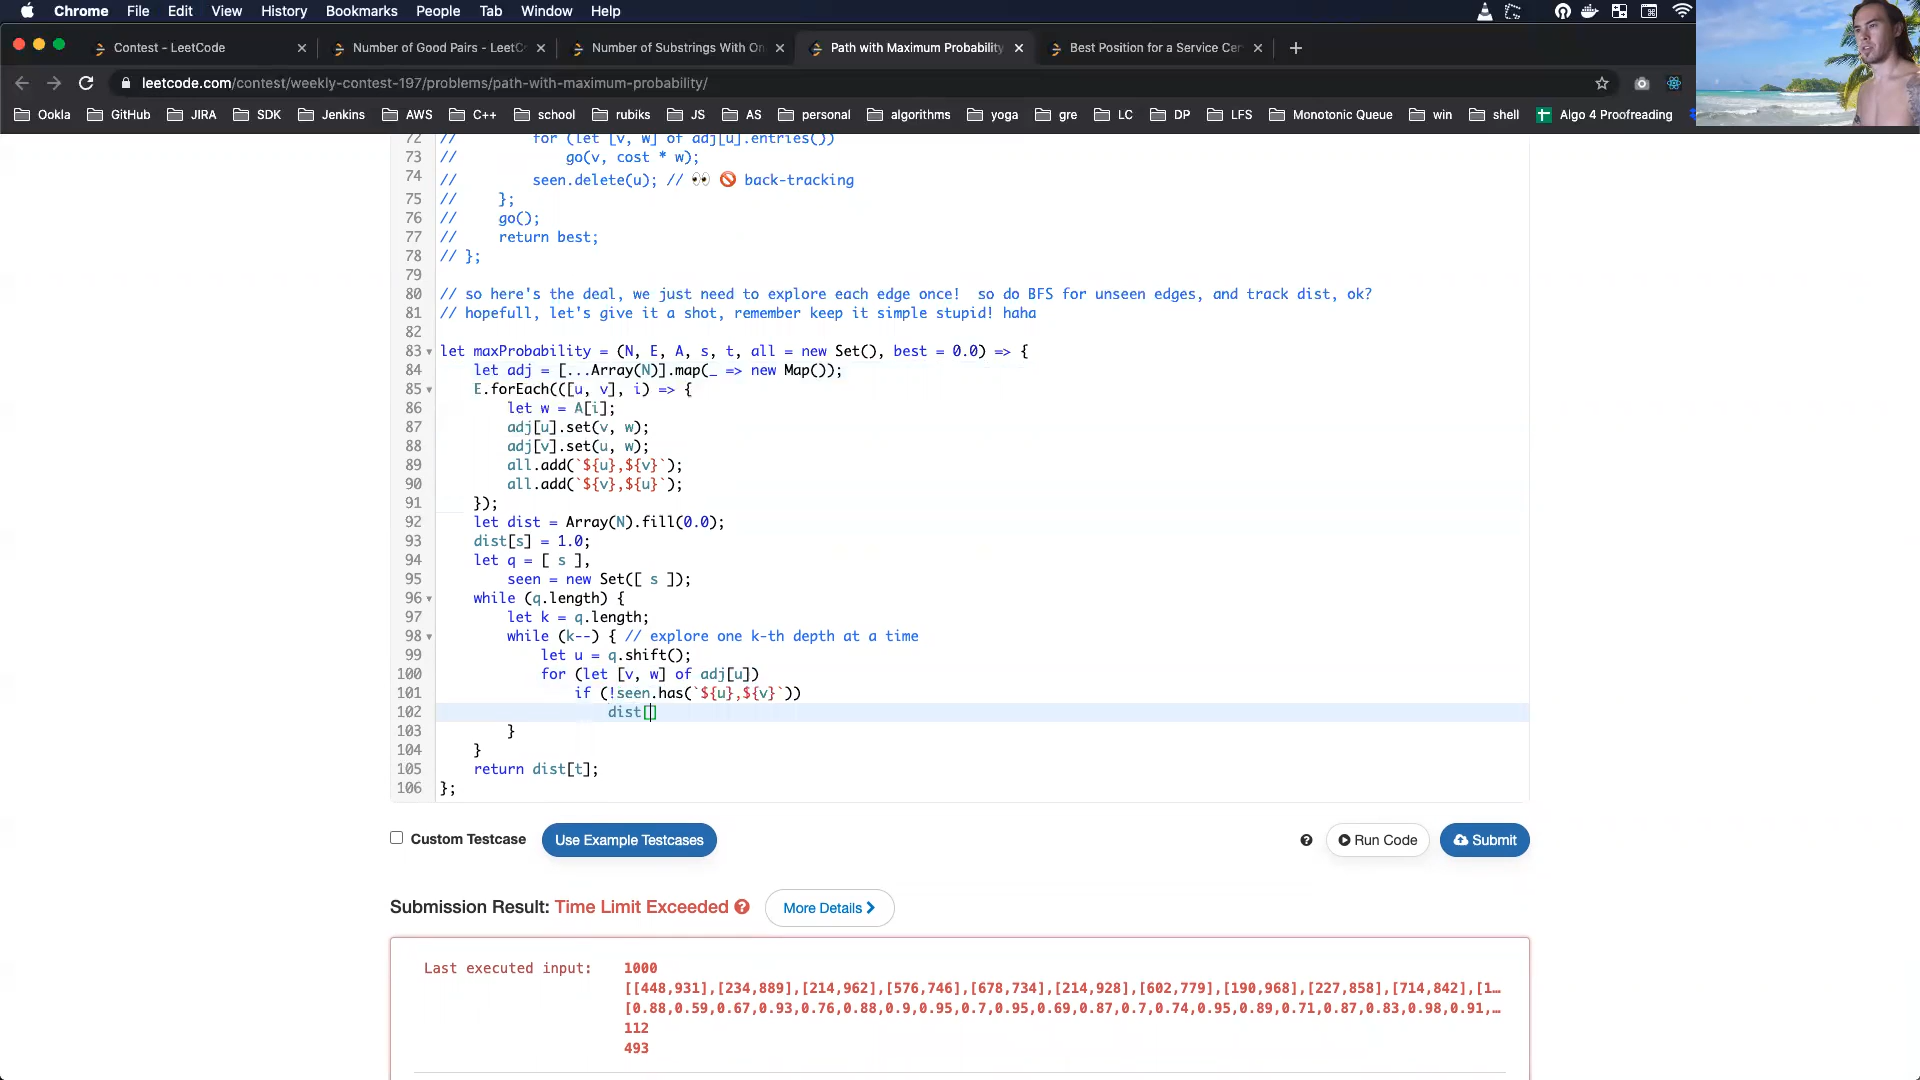 Chrome File Edit View History Bookmarks People Tab Window Help
Contest - LeetCode
Number of Good Pairs - LeetC
Number of Substrings With On
Path with Maximum Probability
Best Position for a Service Cer
leetcode.com/contest/weekly-contest-197/problems/path-with-maximum-probability/
Ookla GitHub JIRA SDK Jenkins AWS C++ school rubiks JS AS personal algorithms yoga gre LC DP LFS Monotonic Queue win shell Algo 4 Proofreading
72 // for (let [v, w] of adj[u].entries())
73 // go(v, cost * w);
74 // seen.delete(u); // 👀 🚫 back-tracking
75 // };
76 // go();
77 // return best;
78 // };
79
80 // so here's the deal, we just need to explore each edge once!  so do BFS for unseen edges, and track dist, ok?
81 // hopefull, let's give it a shot, remember keep it simple stupid! haha
82
83 let maxProbability = (N, E, A, s, t, all = new Set(), best = 0.0) => {
84 let adj = [...Array(N)].map(_ => new Map());
85 E.forEach(([u, v], i) => {
86 let w = A[i];
87 adj[u].set(v, w);
88 adj[v].set(u, w);
89 all.add(`${u},${v}`);
90 all.add(`${v},${u}`);
91 });
92 let dist = Array(N).fill(0.0);
93 dist[s] = 1.0;
94 let q = [ s ],
95 seen = new Set([ s ]);
96 while (q.length) {
97 let k = q.length;
98 while (k--) { // explore one k-th depth at a time
99 let u = q.shift();
100 for (let [v, w] of adj[u])
101 if (!seen.has(`${u},${v}`))
102 dist[]
103 }
104 }
105 return dist[t];
106 };
Custom Testcase Use Example Testcases Run Code Submit
Submission Result: Time Limit Exceeded More Details
Last executed input: 1000
[[448,931],[234,889],[214,962],[576,746],[678,734],[214,928],[602,779],[190,968],[227,858],[714,842],[1…
[0.88,0.59,0.67,0.93,0.76,0.88,0.9,0.95,0.7,0.95,0.69,0.87,0.7,0.74,0.95,0.89,0.71,0.87,0.83,0.98,0.91,…
112
493